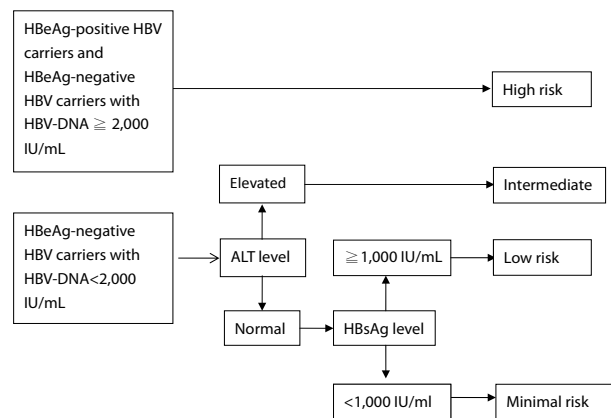 HBeAg-positive HBV
carriers and
HBeAg-negative
HBV carriers with
HBV-DNA ≧ 2,000
IU/mL
High risk
Elevated
Intermediate
HBeAg-negative
HBV carriers with
HBV-DNA<2,000
IU/mL
ALT level
≧1,000 IU/mL
Low risk
Normal
HBsAg level
<1,000 IU/ml
Minimal risk